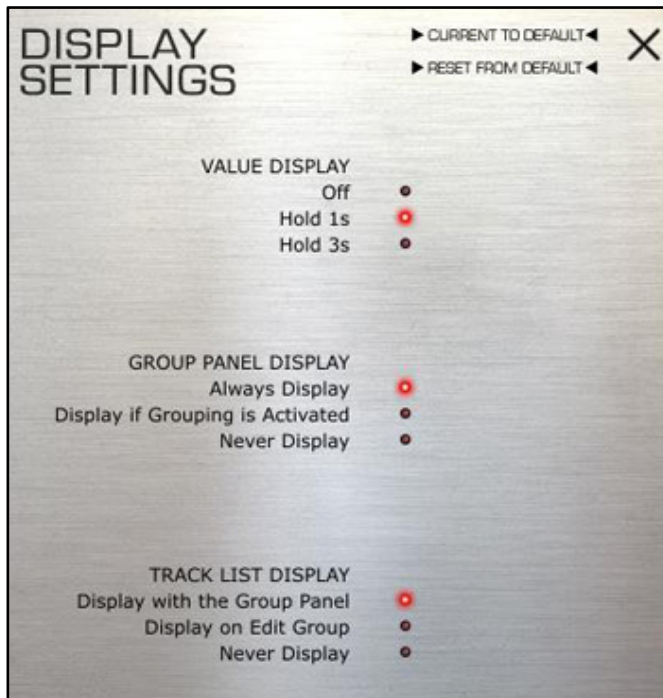 DISPLAY
SETTINGS
▶ CURRENT TO DEFAULT ◀
▶ RESET FROM DEFAULT ◀
VALUE DISPLAY
Off
Hold 1s
Hold 3s
GROUP PANEL DISPLAY
Always Display
Display if Grouping is Activated
Never Display
TRACK LIST DISPLAY
Display with the Group Panel
Display on Edit Group
Never Display